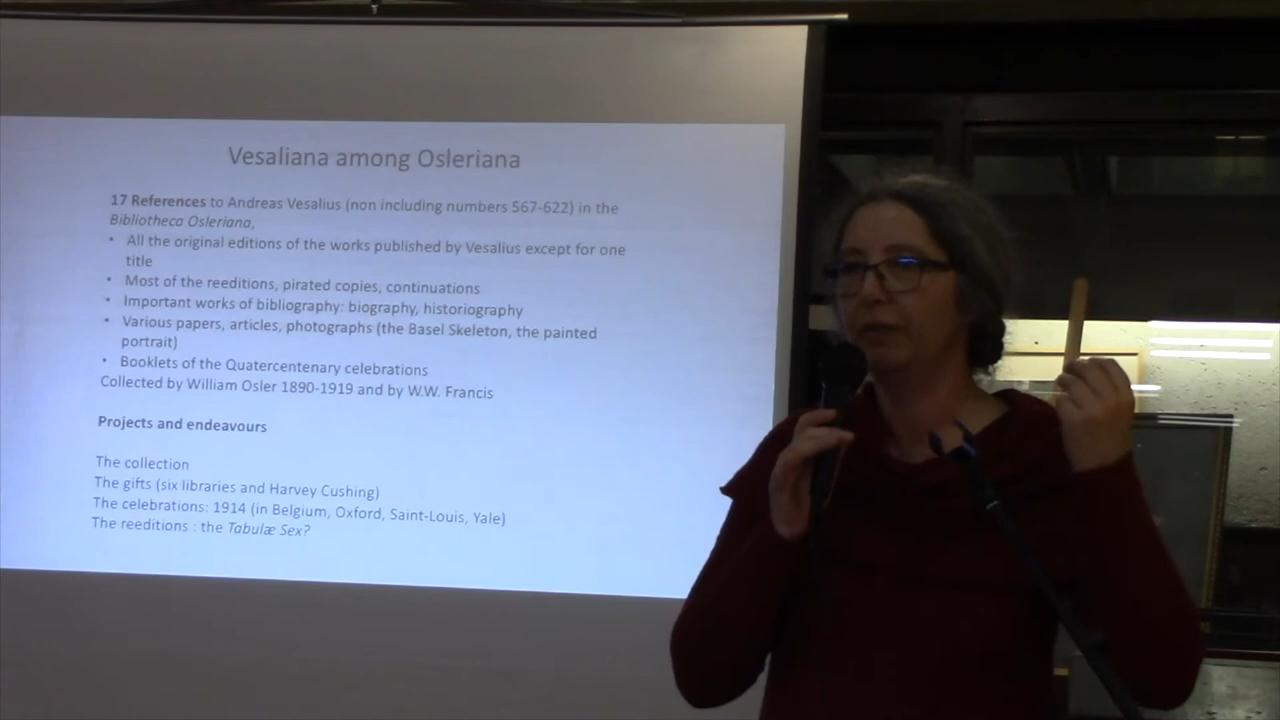 Vesaliana among Osleriana
17 References to Andreas Vesalius (non including numbers 567-622) in the
Bibliotheca Osleriana,
• All the original editions of the works published by Vesalius except for one
title
• Most of the reeditions, pirated copies, continuations
• Important works of bibliography: biography, historiography
• Various papers, articles, photographs (the Basel Skeleton, the painted
portrait)
• Booklets of the Quatercentenary celebrations
Collected by William Osler 1890-1919 and by W.W. Francis
Projects and endeavours
The collection
The gifts (six libraries and Harvey Cushing)
The celebrations: 1914 (in Belgium, Oxford, Saint-Louis, Yale)
The reeditions : the Tabulæ Sex?